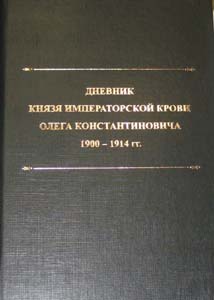 ДНЕВНИК
КНЯЗЯ ИМПЕРАТОРСКОЙ КРОВИ
ОЛЕГА КОНСТАНТИНОВИЧА
1900 – 1914 гг.